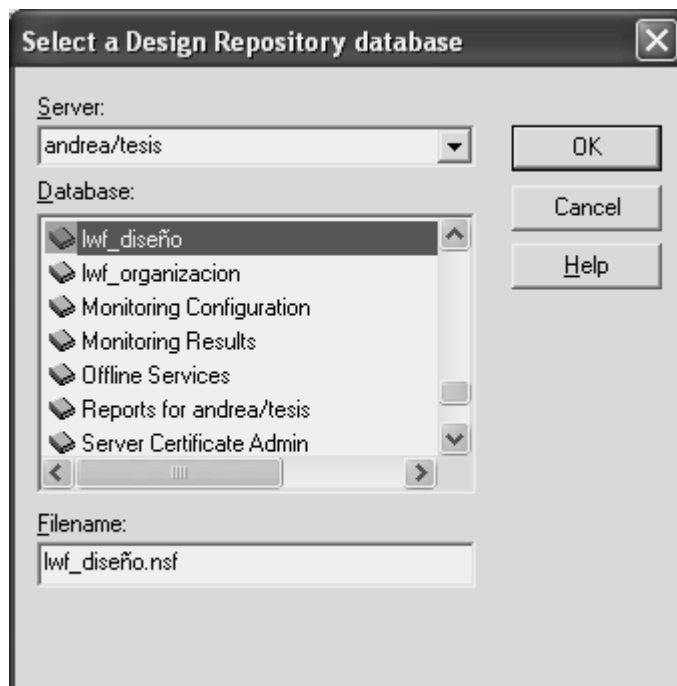 Select a Design Repository database
Server:
andrea/tesis
OK
Database:
Cancel
lwf_diseño
Help
lwf_organizacion
Monitoring Configuration
Monitoring Results
Offline Services
Reports for andrea/tesis
Server Certificate Admin
Filename:
lwf_diseño.nsf